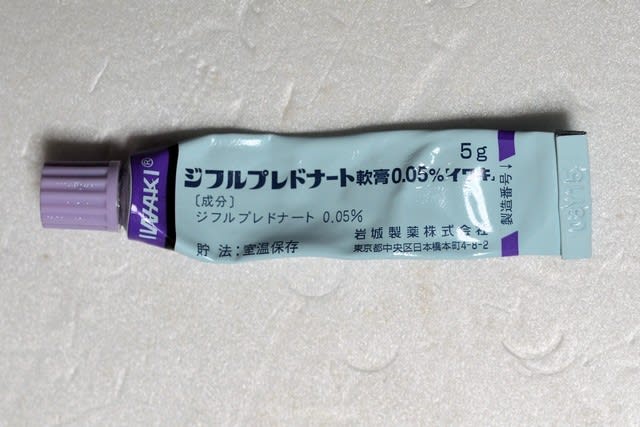 IWAKI®
5g
ジフルプレドナート軟膏0.05%「イワキ」
［成分］
ジフルプレドナート 0.05%
岩城製薬株式会社
貯 法：室温保存
東京都中央区日本橋本町4-8-2
製造番号→